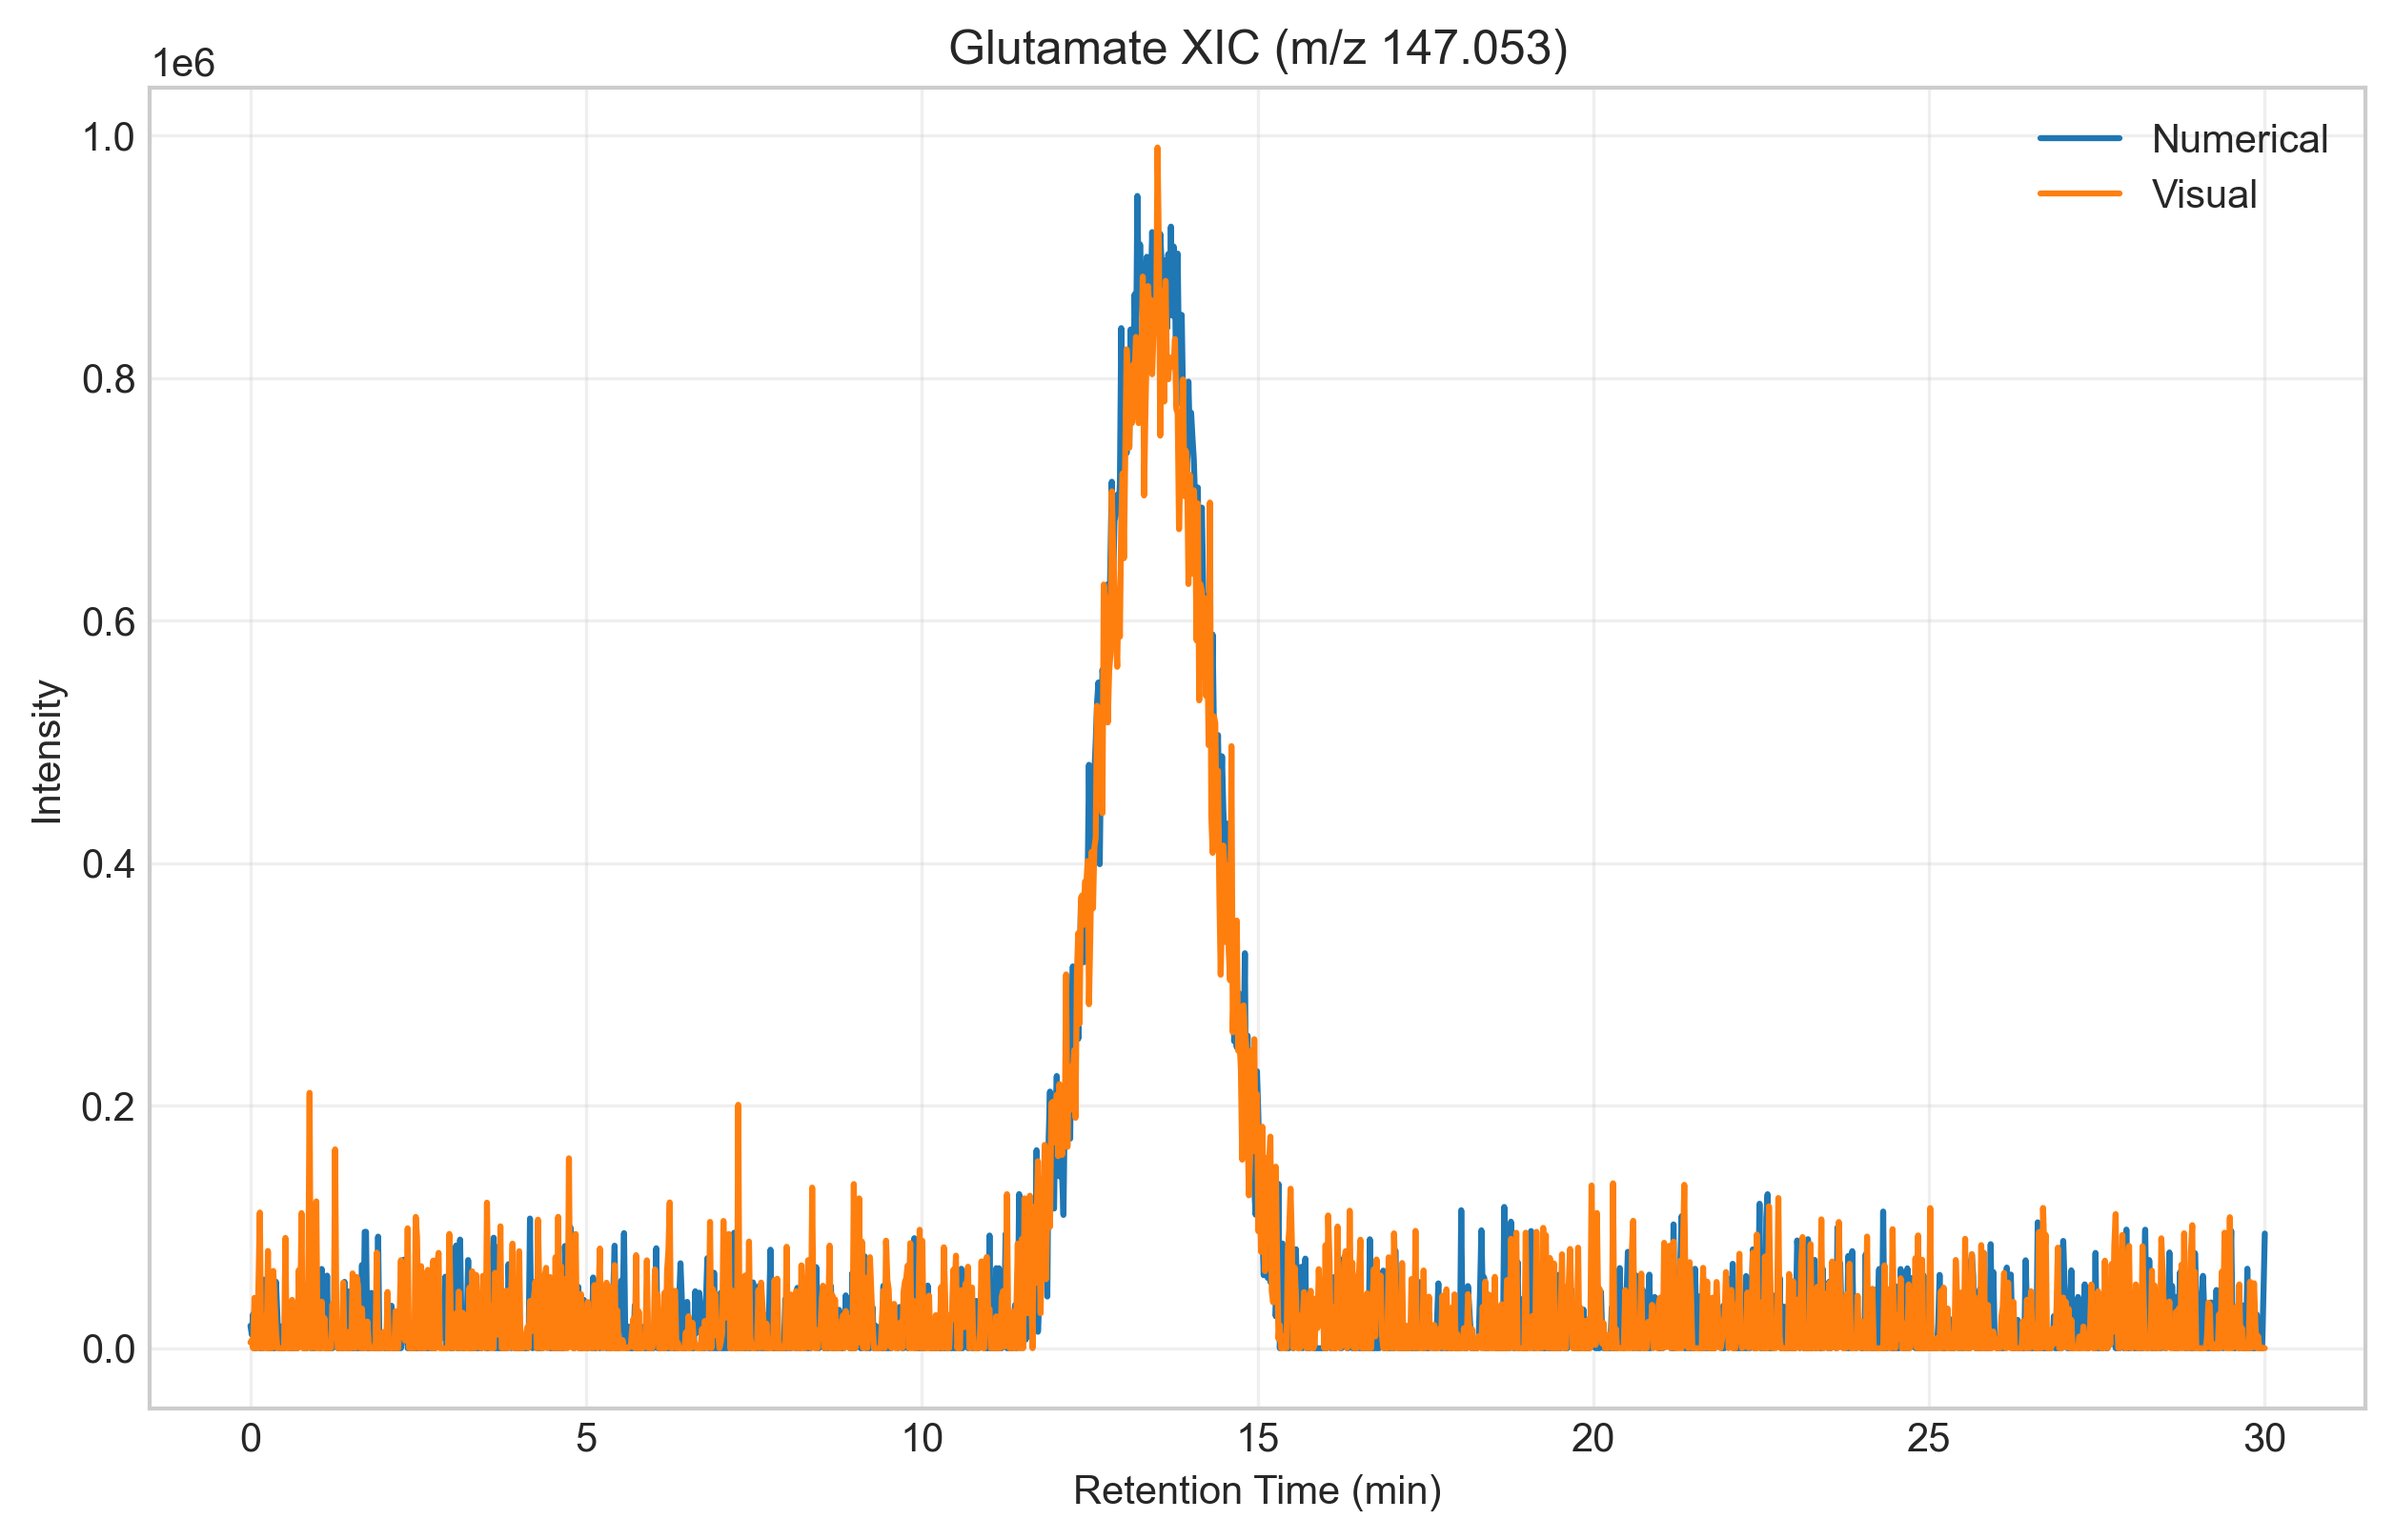 Glutamate XIC (m/z 147.053)
1e6
1.0
0.8
0.6
0.4
0.2
0.0
Intensity
Numerical
Visual
0 5 10 15 20 25 30
Retention Time (min)